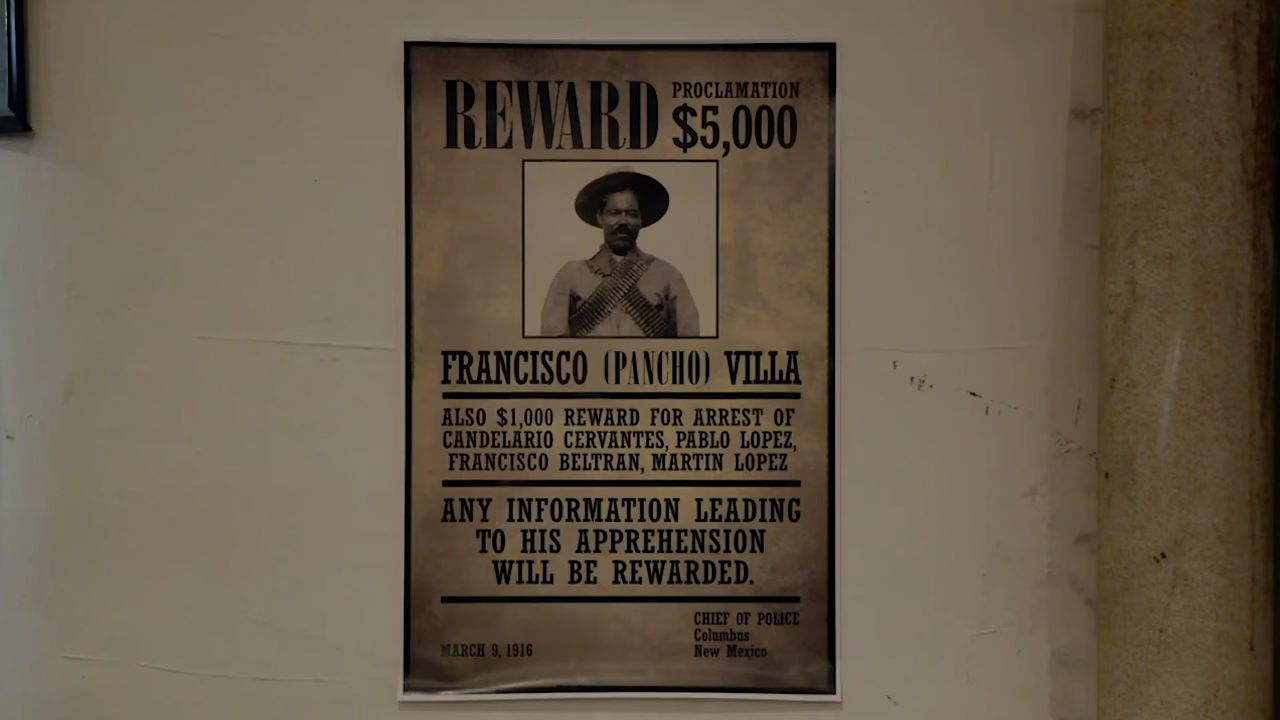 REWARD
PROCLAMATION
$5,000
FRANCISCO (PANCHO) VILLA
ALSO $1,000 REWARD FOR ARREST OF
CANDELARIO CERVANTES, PABLO LOPEZ,
FRANCISCO BELTRAN, MARTIN LOPEZ
ANY INFORMATION LEADING
TO HIS APPREHENSION
WILL BE REWARDED.
CHIEF OF POLICE
Columbus
MARCH 9, 1916 New Mexico